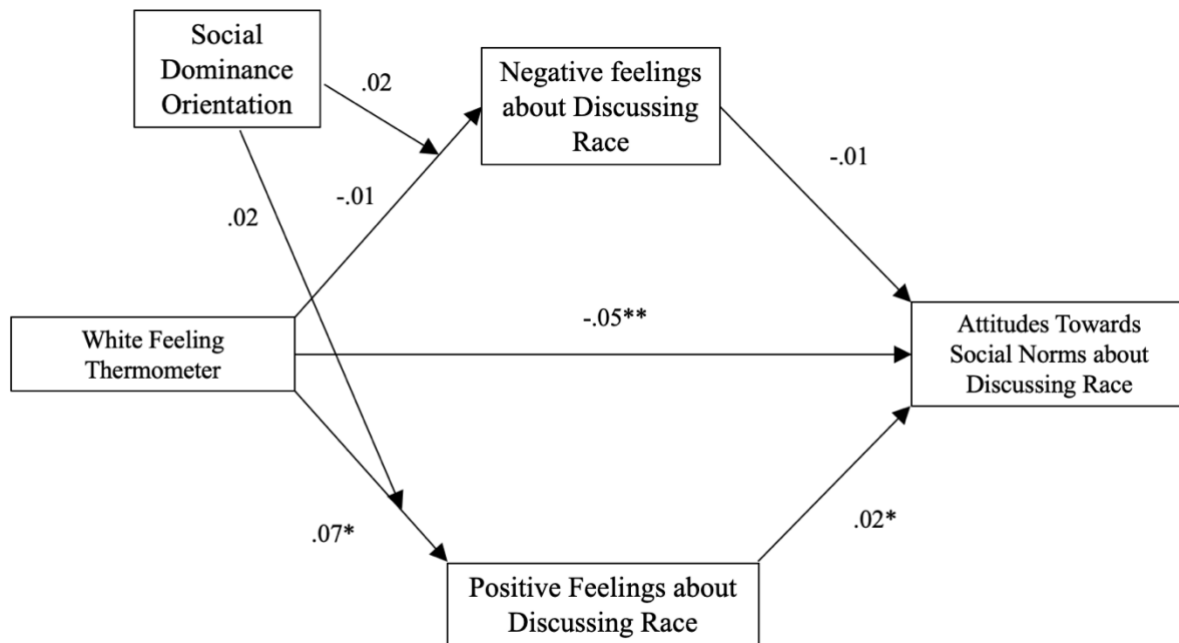 Social
Dominance
Orientation
.02
Negative feelings
about Discussing
Race
-.01
-.01
.02
White Feeling
Thermometer
-.05**
Attitudes Towards
Social Norms about
Discussing Race
.07*
.02*
Positive Feelings about
Discussing Race